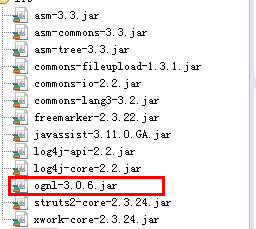 asm-3.3.jar
asm-commons-3.3.jar
asm-tree-3.3.jar
commons-fileupload-1.3.1.jar
commons-io-2.2.jar
commons-lang3-3.2.jar
freemarker-2.3.22.jar
javassist-3.11.0.GA.jar
log4j-api-2.2.jar
log4j-core-2.2.jar
ognl-3.0.6.jar
struts2-core-2.3.24.jar
xwork-core-2.3.24.jar